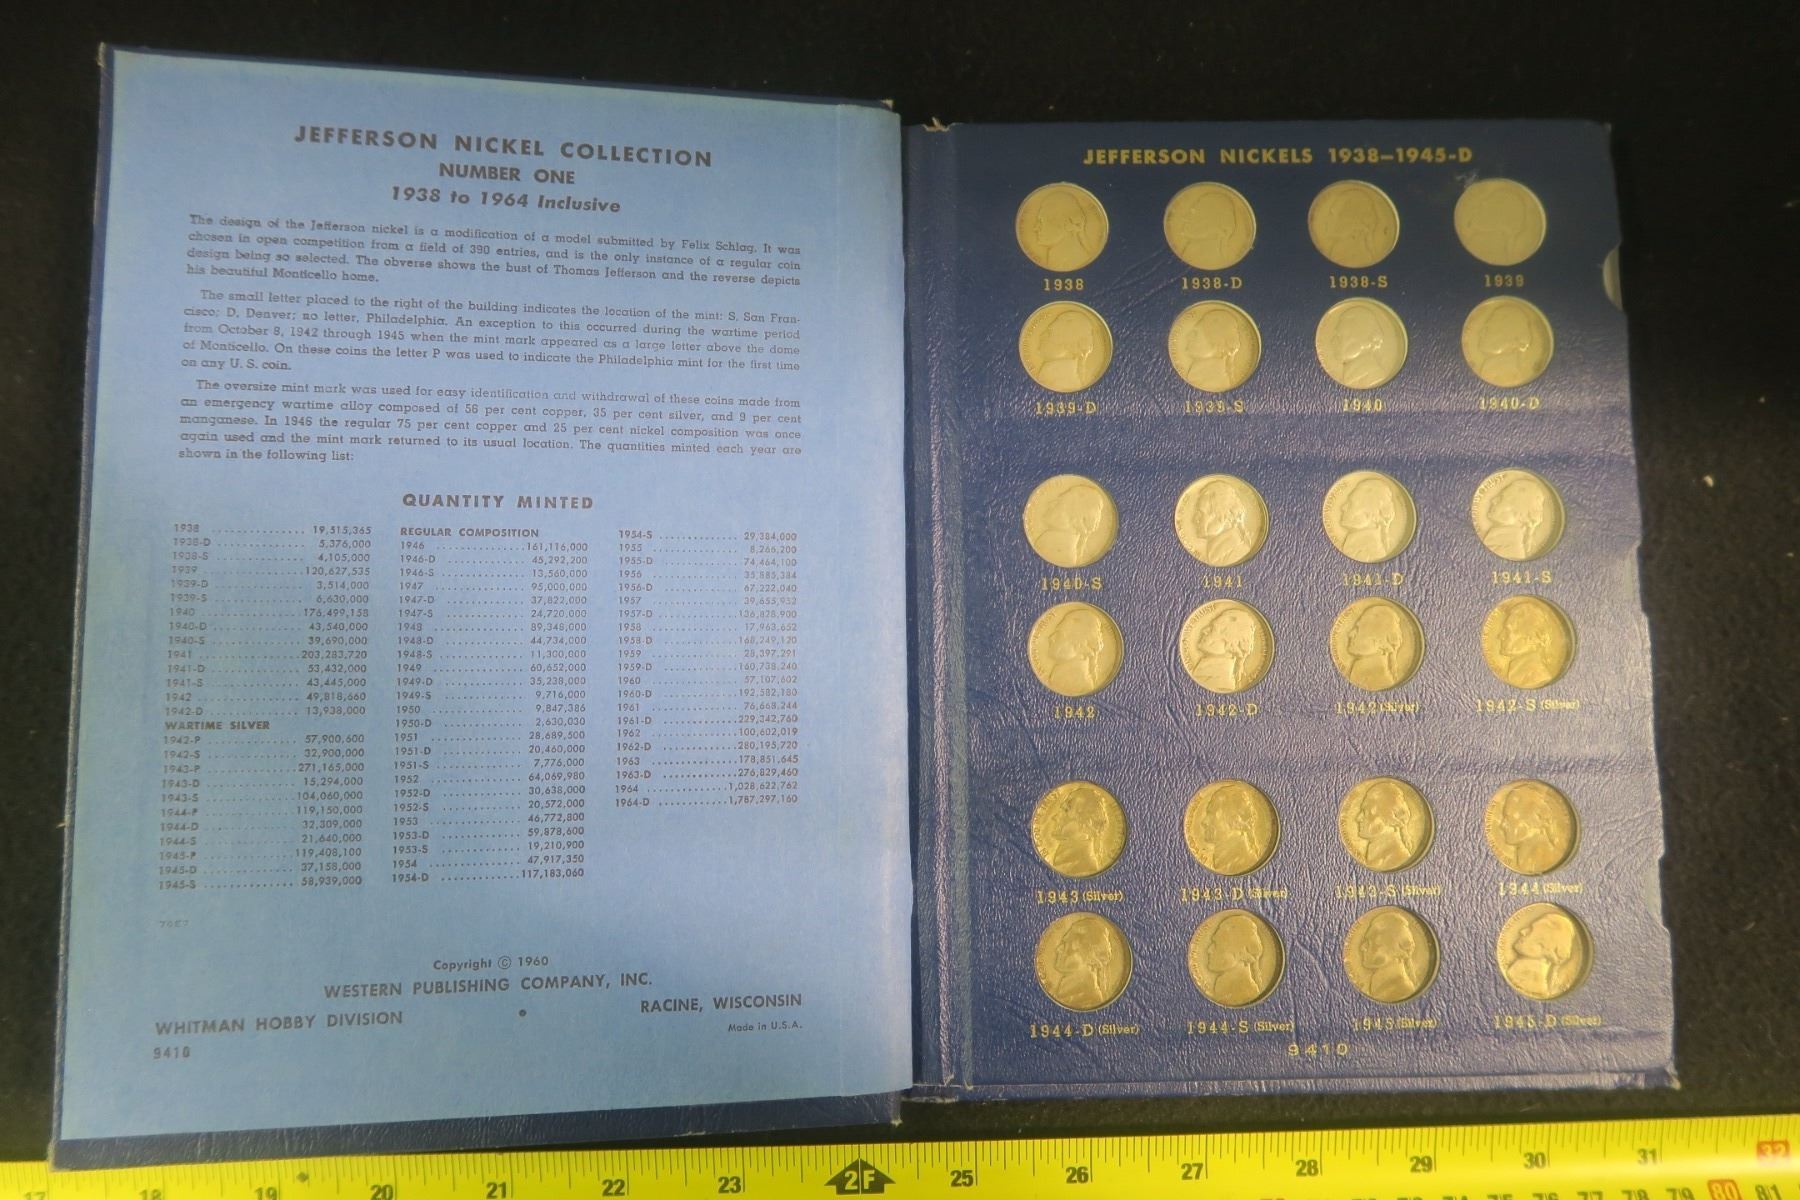 JEFFERSON NICKEL COLLECTION
NUMBER ONE
1938 to 1964 Inclusive
The design of the Jefferson nickel is a modification of a model submitted by Felix Schlag. It was
chosen in open competition from a field of 390 entries, and is the only instance of a regular coin
design being so selected. The obverse shows the bust of Thomas Jefferson and the reverse depicts
his beautiful Monticello home.
The small letter placed to the right of the building indicates the location of the mint: S, San Fran-
cisco; D, Denver; no letter, Philadelphia. An exception to this occurred during the wartime period
from October 8, 1942 through 1945 when the mint mark appeared as a large letter above the dome
of Monticello. On these coins the letter P was used to indicate the Philadelphia mint for the first time
on any U. S. coin.
The oversize mint mark was used for easy identification and withdrawal of these coins made from
an emergency wartime alloy composed of 56 per cent copper, 35 per cent silver, and 9 per cent
manganese. In 1946 the regular 75 per cent copper and 25 per cent nickel composition was once
again used and the mint mark returned to its usual location. The quantities minted each year are
shown in the following list:
QUANTITY MINTED
1938 19,515,365
1938-D 5,376,000
1938-S 4,105,000
1939 120,627,535
1939-D 3,514,000
1939-S 6,630,000
1940 176,499,158
1940-D 43,540,000
1940-S 39,690,000
1941 203,283,720
1941-D 53,432,000
1941-S 43,445,000
1942 49,818,660
1942-D 13,938,000
WARTIME SILVER
1942-P 57,900,600
1942-S 32,900,000
1943-P 271,165,000
1943-D 15,294,000
1943-S 104,060,000
1944-P 119,150,000
1944-D 32,309,000
1944-S 21,640,000
1945-P 119,408,100
1945-D 37,158,000
1945-S 58,939,000
REGULAR COMPOSITION
1946 161,116,000
1946-D 45,292,200
1946-S 13,560,000
1947 95,000,000
1947-D 37,822,000
1947-S 24,720,000
1948 89,348,000
1948-D 44,734,000
1948-S 11,300,000
1949 60,652,000
1949-D 35,238,000
1949-S 9,716,000
1950 9,847,386
1950-D 2,630,030
1951 28,689,500
1951-D 20,460,000
1951-S 7,776,000
1952 64,069,980
1952-D 30,638,000
1952-S 20,572,000
1953 46,772,800
1953-D 59,878,600
1953-S 19,210,900
1954 47,917,350
1954-D 117,183,060
1954-S 29,384,000
1955 8,266,200
1955-D 74,464,100
1956 35,885,384
1956-D 67,222,040
1957 39,655,952
1957-D 136,828,900
1958 17,963,652
1958-D 168,249,120
1959 28,397,291
1959-D 160,738,240
1960 57,107,602
1960-D 192,582,180
1961 76,668,244
1961-D 229,342,760
1962 100,602,019
1962-D 280,195,720
1963 178,851,645
1963-D 276,829,460
1964 1,028,622,762
1964-D 1,787,297,160
Copyright © 1960
WESTERN PUBLISHING COMPANY, INC.
WHITMAN HOBBY DIVISION • RACINE, WISCONSIN
9410
Made in U.S.A.
JEFFERSON NICKELS 1938–1945-D
1938 1938-D 1938-S 1939
1939-D 1939-S 1940 1940-D
1940-S 1941 1941-D 1941-S
1942 1942-D 1942 (Silver) 1942-S (Silver)
1943 (Silver) 1943-D (Silver) 1943-S (Silver) 1944 (Silver)
1944-D (Silver) 1944-S (Silver) 1945 (Silver) 1945-D (Silver)
9410
17 18 19 20 21 22 23 2F 25 26 27 28 29 30 31 32